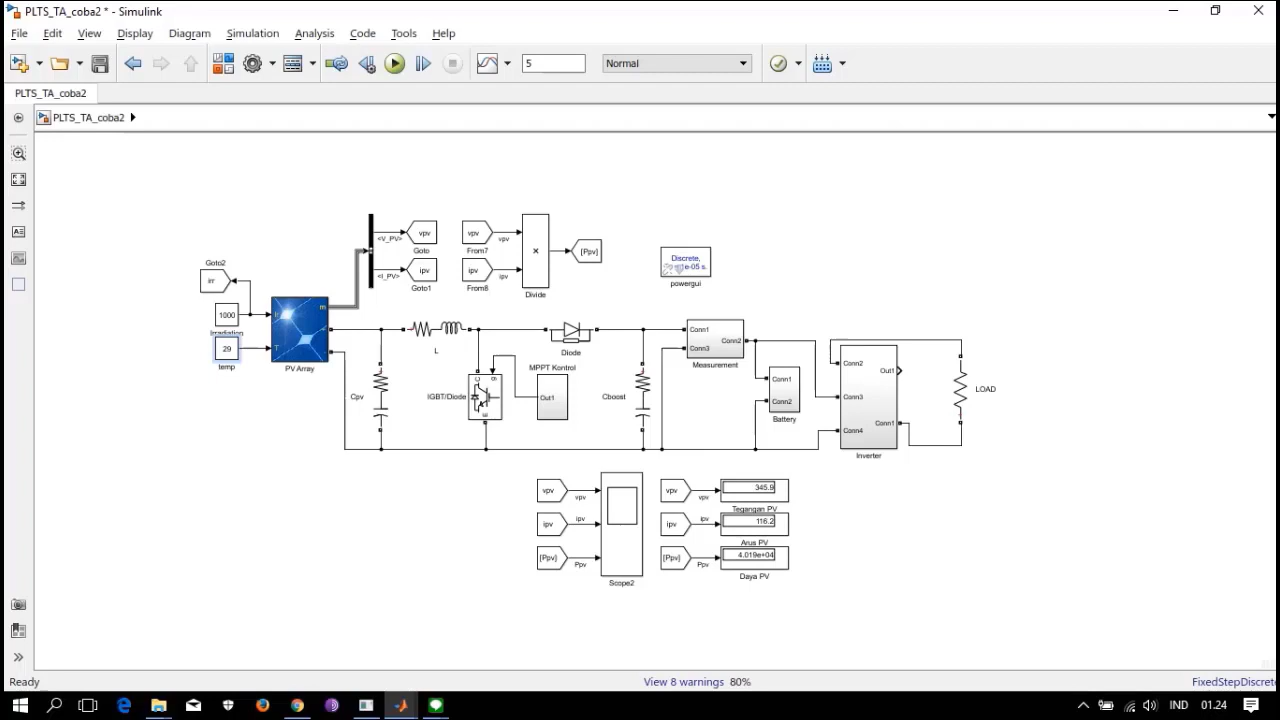 PLTS_TA_coba2 * - Simulink
File Edit View Display Diagram Simulation Analysis Code Tools Help
5 Normal
PLTS_TA_coba2
PLTS_TA_coba2
Goto2
irr
1000
Irradiation
29
temp
Ir
T
m
PV Array
<V_PV>
<I_PV>
vpv
Goto
ipv
Goto1
vpv
vpv
From7
ipv
ipv
From8
×
Divide
[Ppv]
Discrete,
e-05 s.
powergui
L
Diode
Cpv
IGBT/Diode
g
C
E
MPPT Kontrol
Out1
Cboost
Conn1
Conn2
Conn3
Measurement
Conn1
Conn2
Battery
Conn2
Out1
Conn3
Conn1
Conn4
Inverter
LOAD
vpv
vpv
ipv
ipv
[Ppv]
Ppv
Scope2
vpv
vpv
345.9
Tegangan PV
ipv
ipv
116.2
Arus PV
[Ppv]
Ppv
4.019e+04
Daya PV
Ready View 8 warnings 80% FixedStepDiscrete
IND 01.24